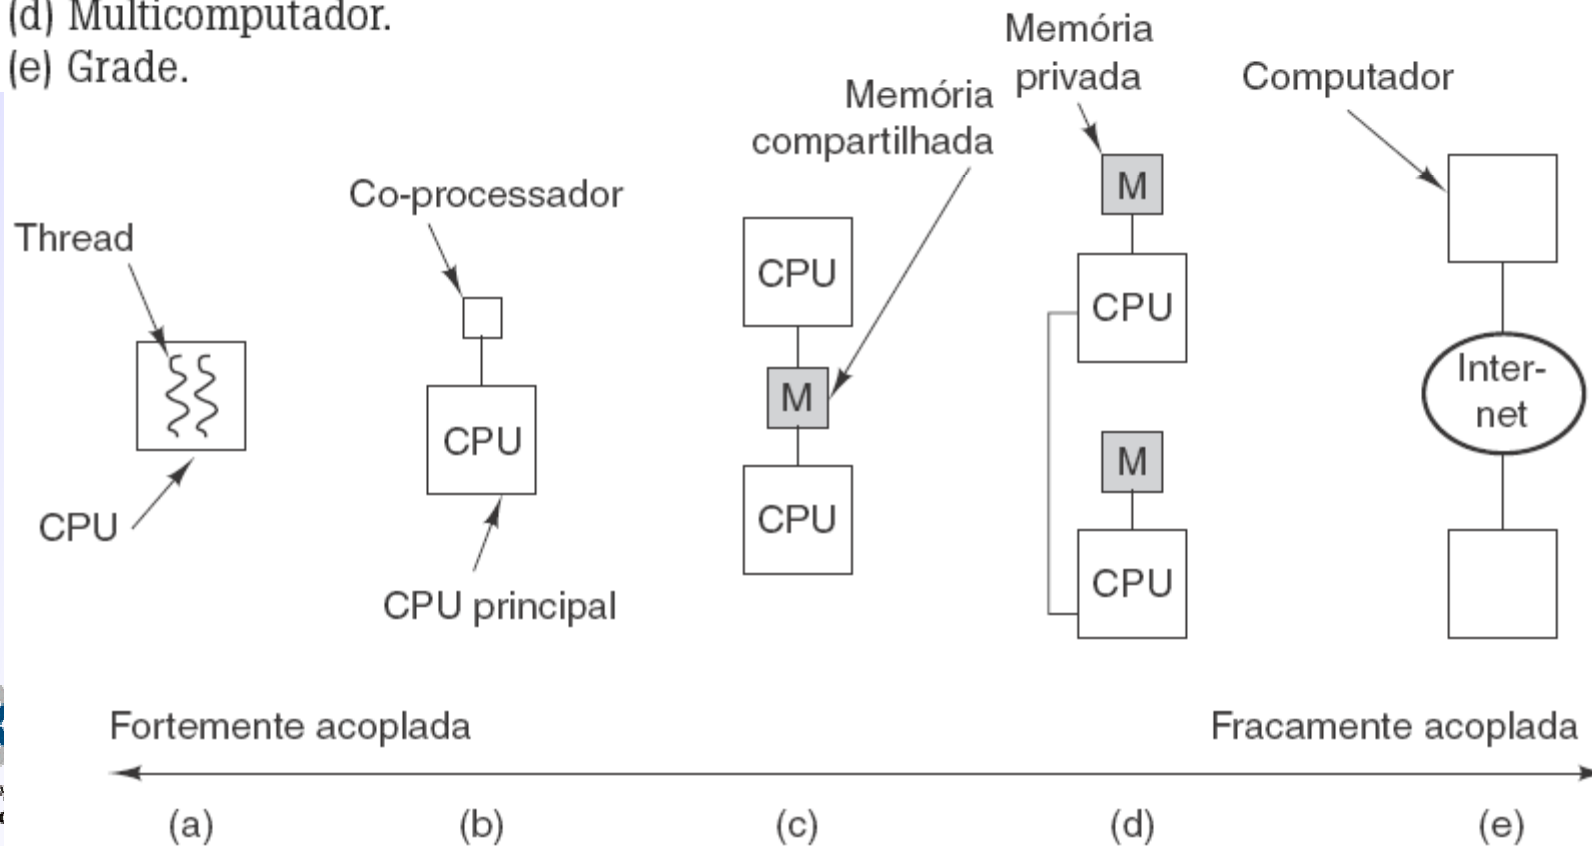 (d) Multicomputador.
(e) Grade.
Memória
privada
Computador
Memória
compartilhada
Co-processador
Thread
M
CPU
CPU
M
CPU
CPU
CPU
M
CPU
Inter-
net
CPU
CPU principal
Fortemente acoplada
Fracamente acoplada
(a)
(b)
(c)
(d)
(e)